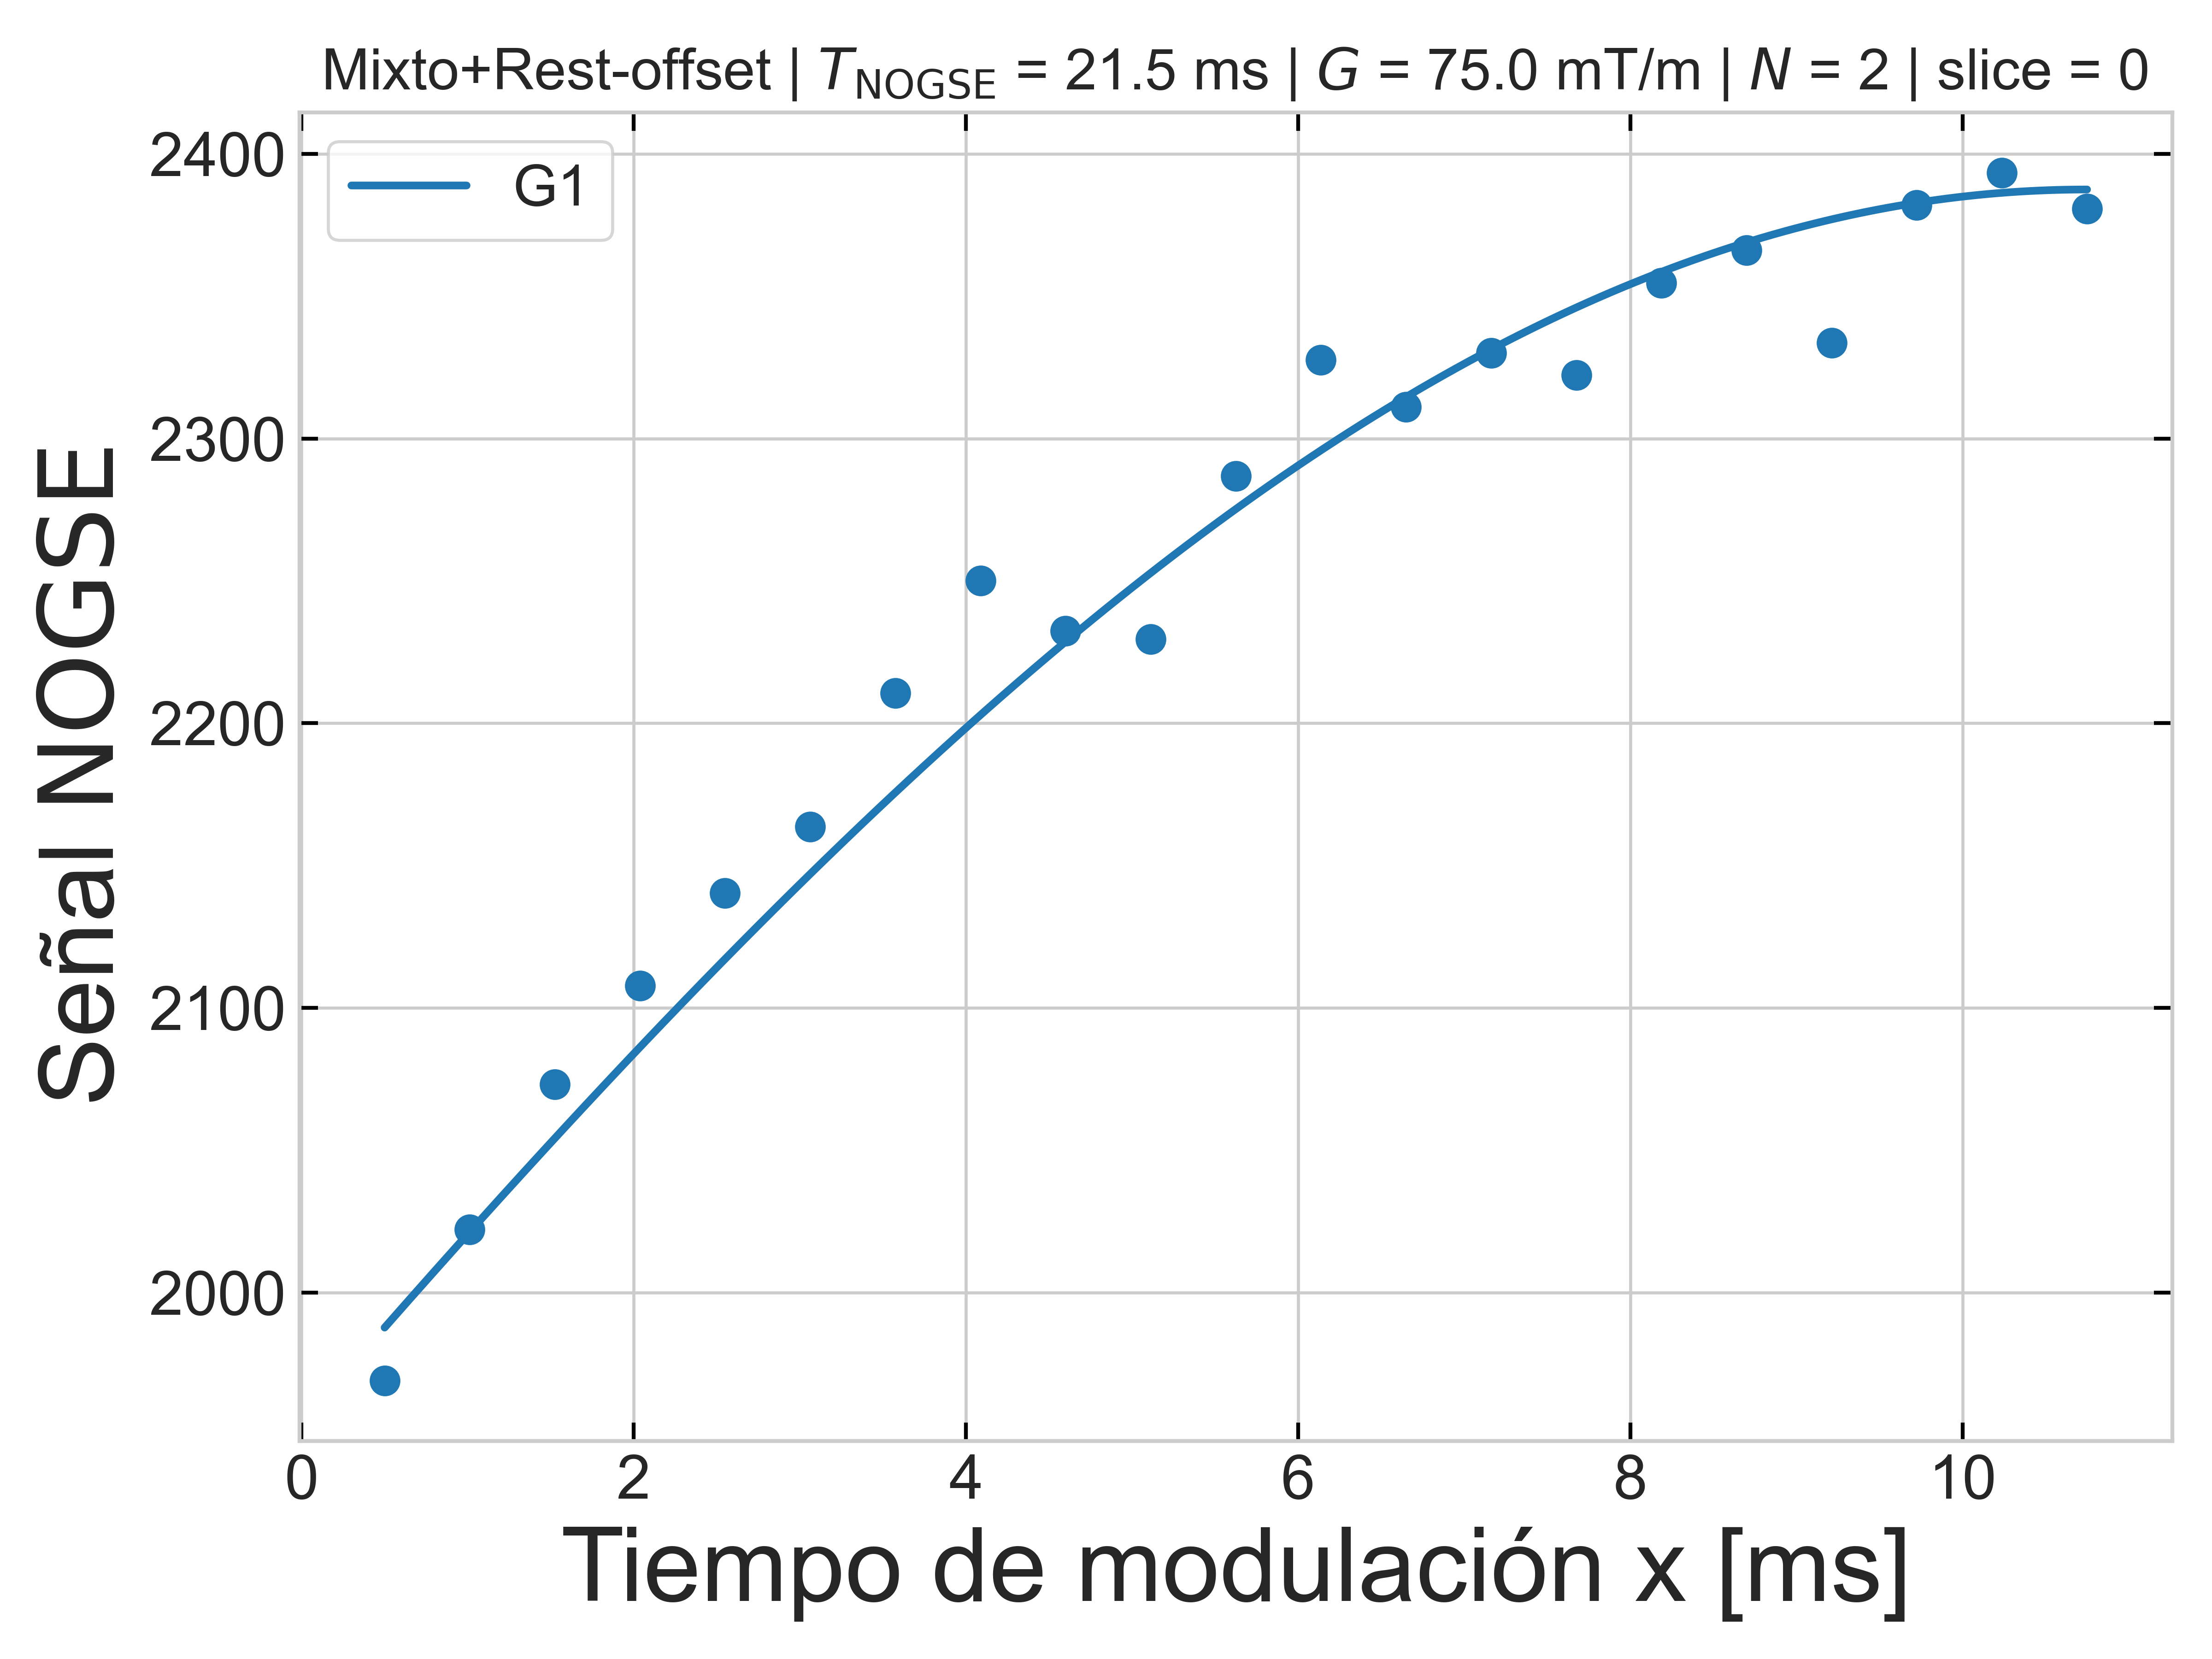 Mixto+Rest-offset | T_NOGSE = 21.5 ms | G = 75.0 mT/m | N = 2 | slice = 0
G1
2400
2300
2200
2100
2000
Señal NOGSE
0 2 4 6 8 10
Tiempo de modulación x [ms]